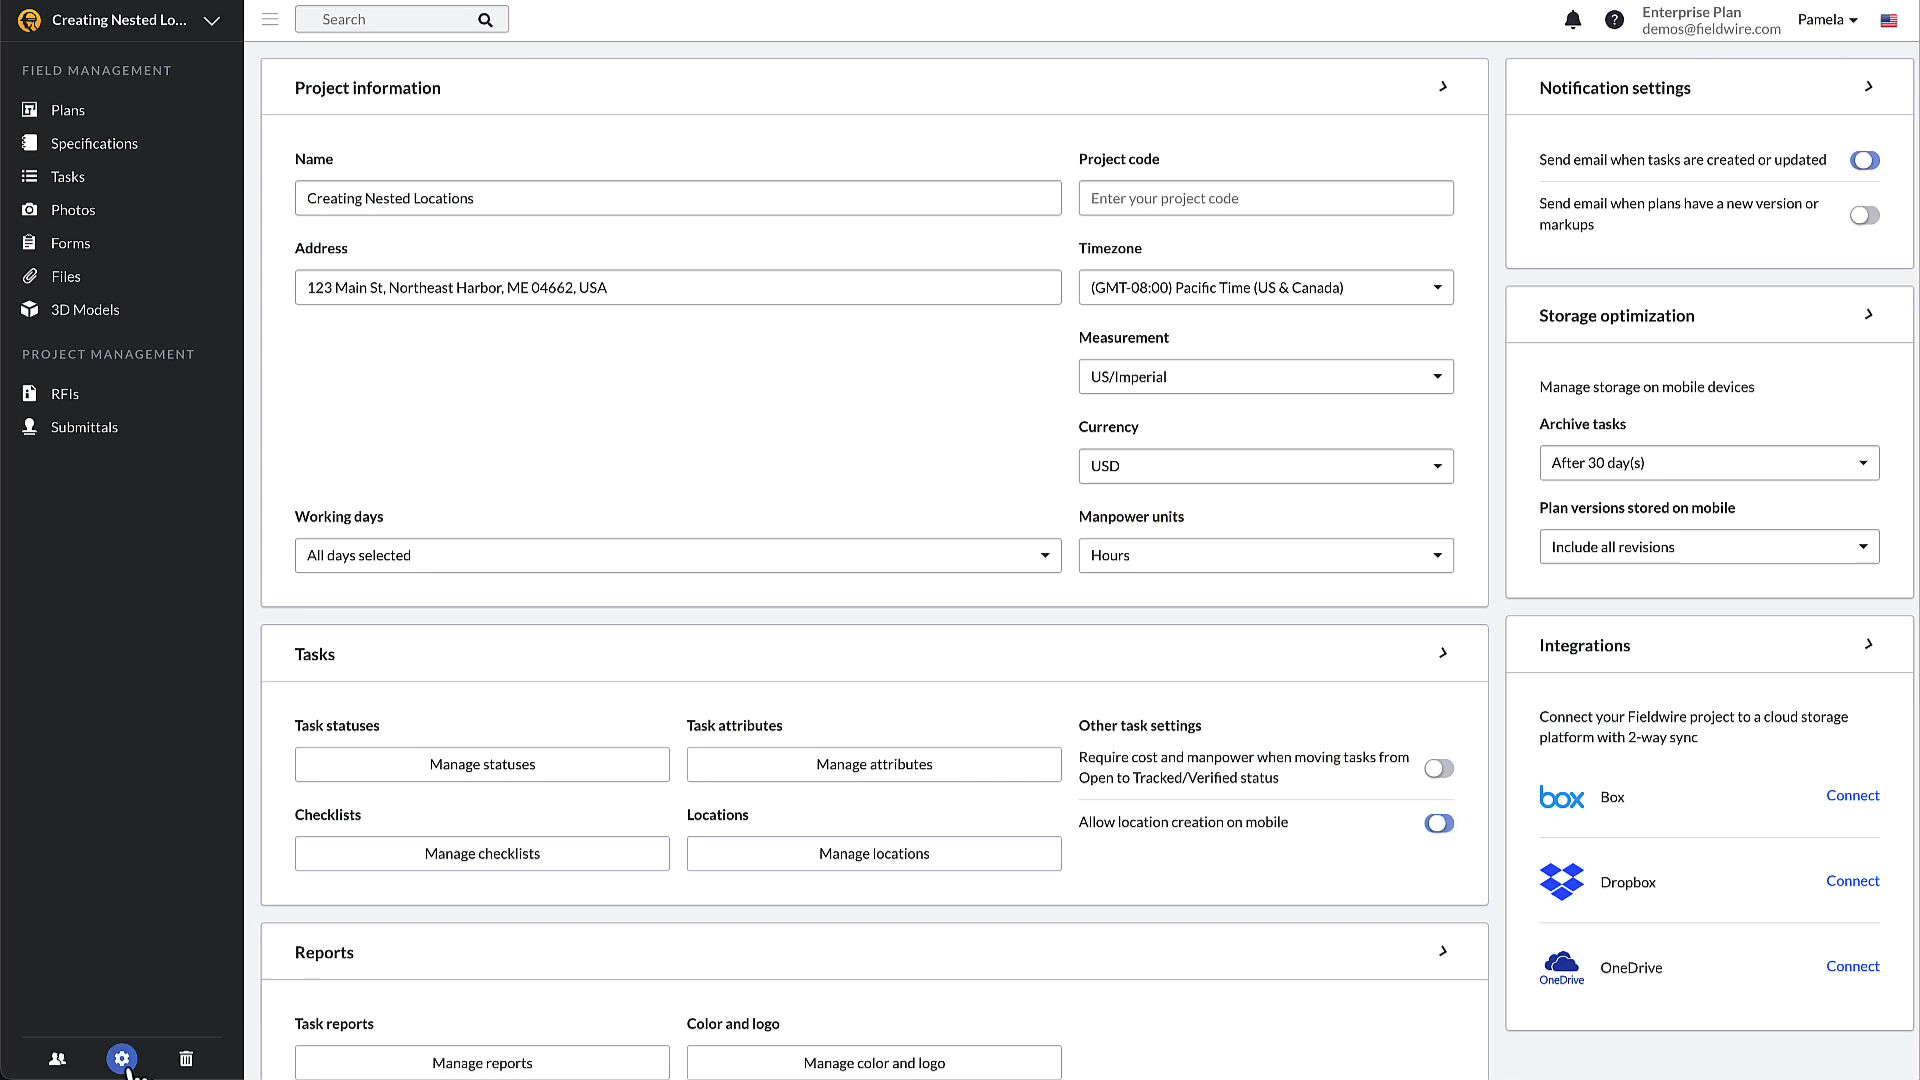 Creating Nested Lo...
Search
Enterprise Plan
demos@fieldwire.com
Pamela
FIELD MANAGEMENT
Plans
Specifications
Tasks
Photos
Forms
Files
3D Models
PROJECT MANAGEMENT
RFIs
Submittals
Project information
Name
Creating Nested Locations
Project code
Enter your project code
Address
123 Main St, Northeast Harbor, ME 04662, USA
Timezone
(GMT-08:00) Pacific Time (US & Canada)
Measurement
US/Imperial
Currency
USD
Working days
All days selected
Manpower units
Hours
Tasks
Task statuses
Manage statuses
Task attributes
Manage attributes
Other task settings
Require cost and manpower when moving tasks from
Open to Tracked/Verified status
Checklists
Manage checklists
Locations
Manage locations
Allow location creation on mobile
Reports
Task reports
Manage reports
Color and logo
Manage color and logo
Notification settings
Send email when tasks are created or updated
Send email when plans have a new version or
markups
Storage optimization
Manage storage on mobile devices
Archive tasks
After 30 day(s)
Plan versions stored on mobile
Include all revisions
Integrations
Connect your Fieldwire project to a cloud storage
platform with 2-way sync
box Box Connect
Dropbox Connect
OneDrive OneDrive Connect